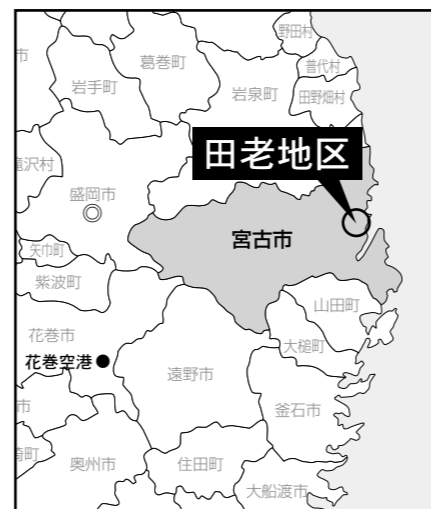 野田村
葛巻町
市
普代村
岩手町
岩泉町
田野畑村
田老地区
滝沢村
盛岡市
宮古市
矢巾町
紫波町
山田町
花巻市
大槌町
花巻空港
遠野市
釜石市
市
奥州市
住田町
大船渡市